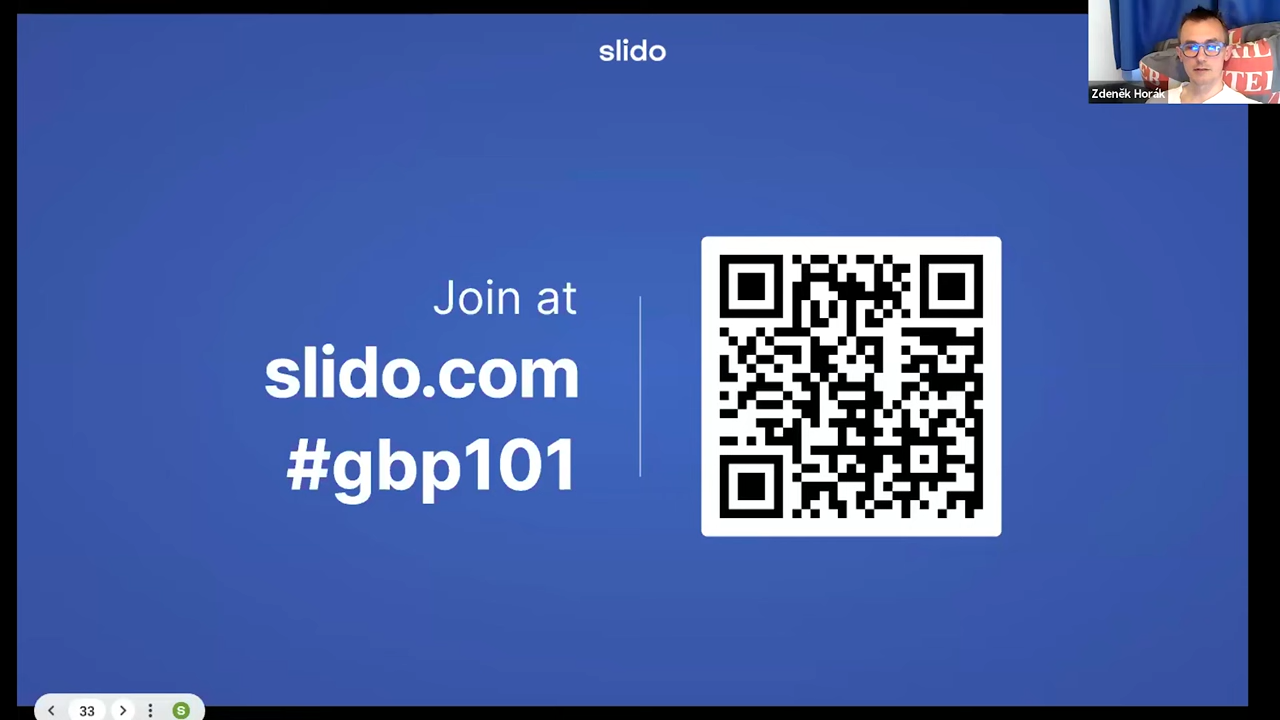 slido
Zdeněk Horák
Join at
slido.com
#gbp101
33
S